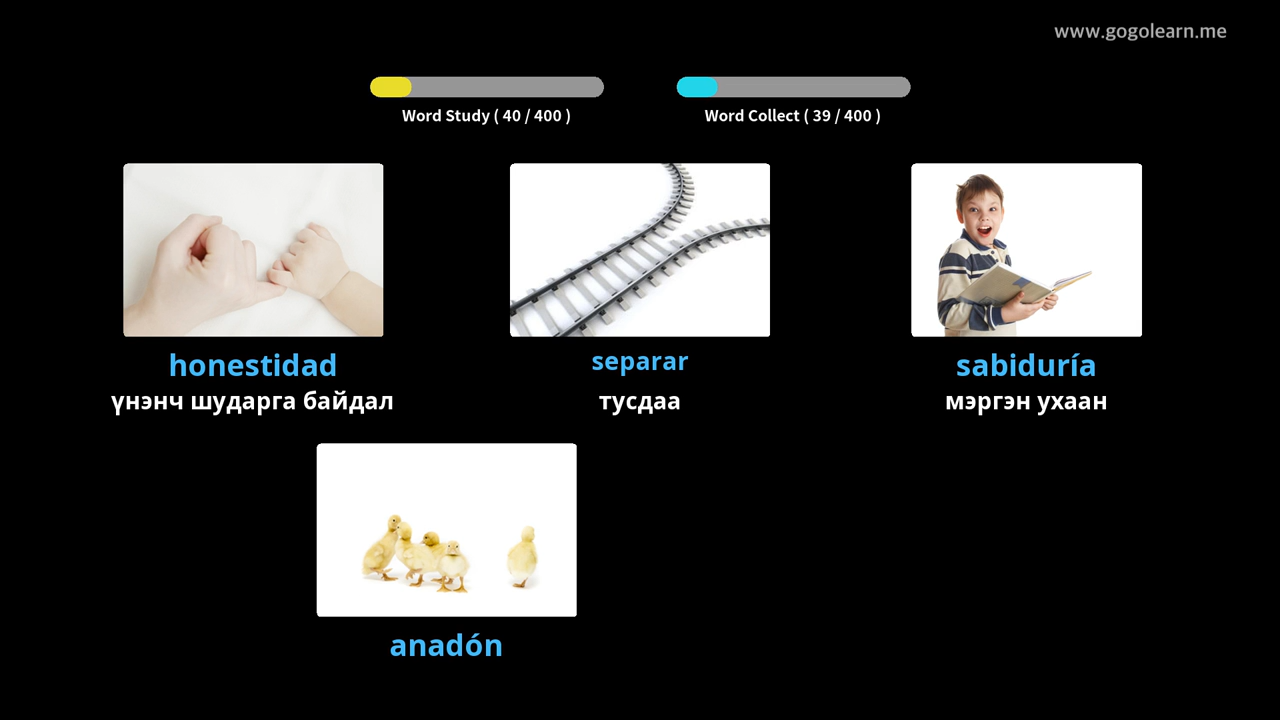 www.gogolearn.me
Word Study ( 40 / 400 )
Word Collect ( 39 / 400 )
honestidad
separar
sabiduría
үнэнч шударга байдал
тусдаа
мэргэн ухаан
anadón